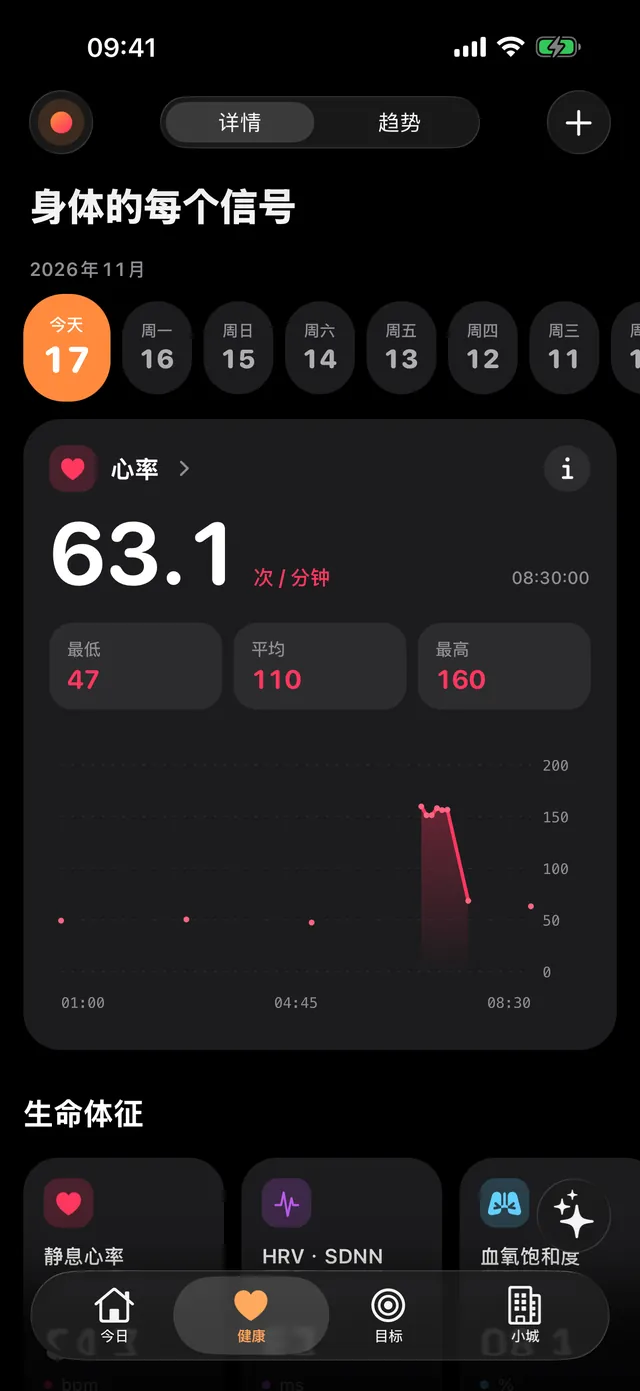 09:41
详情
趋势
身体的每个信号
2026年11月
今天
17
周一
16
周日
15
周六
14
周五
13
周四
12
周三
11
心率
63.1 次 / 分钟
08:30:00
最低
47
平均
110
最高
160
200
150
100
50
0
01:00 04:45 08:30
生命体征
静息心率
HRV · SDNN
血氧饱和度
今日
健康
目标
小城
bpm
ms
%